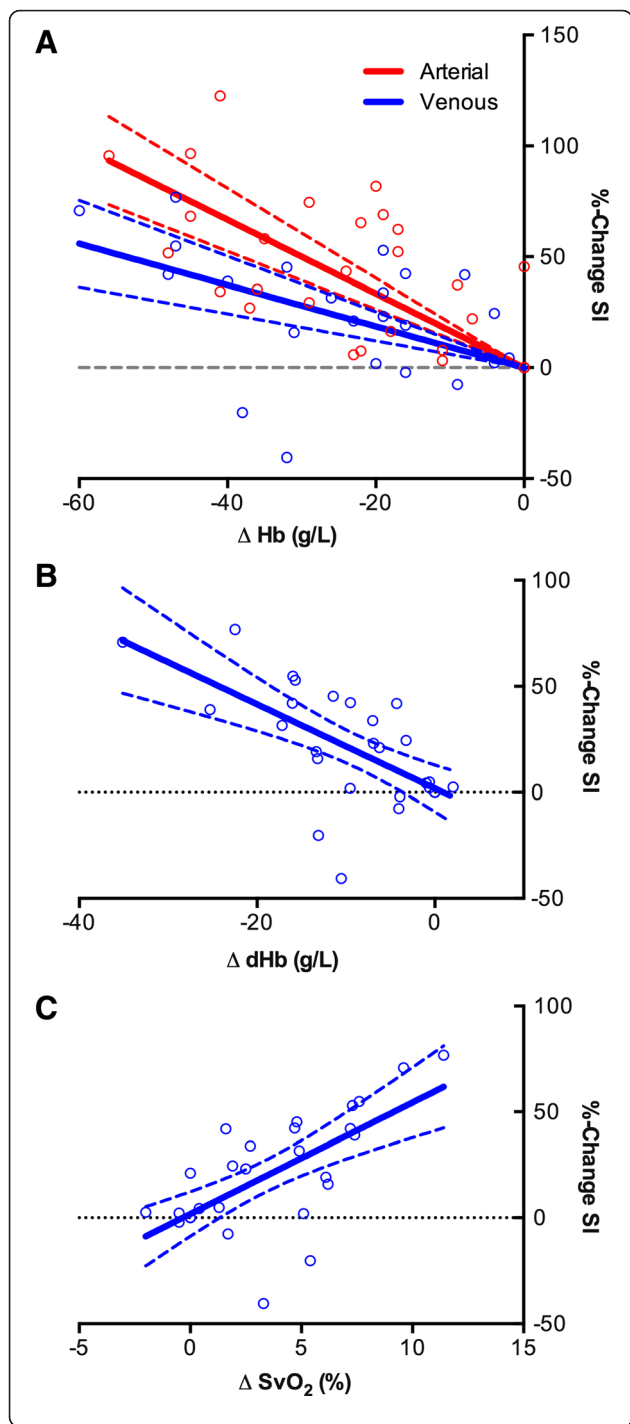 A
150
Arterial
Venous
100
%-Change SI
50
0
-50
-60
-40
-20
0
Δ Hb (g/L)
B
100
%-Change SI
50
0
-50
-40
-20
0
Δ dHb (g/L)
C
100
%-Change SI
50
0
-50
-5
0
5
10
15
Δ SvO₂ (%)